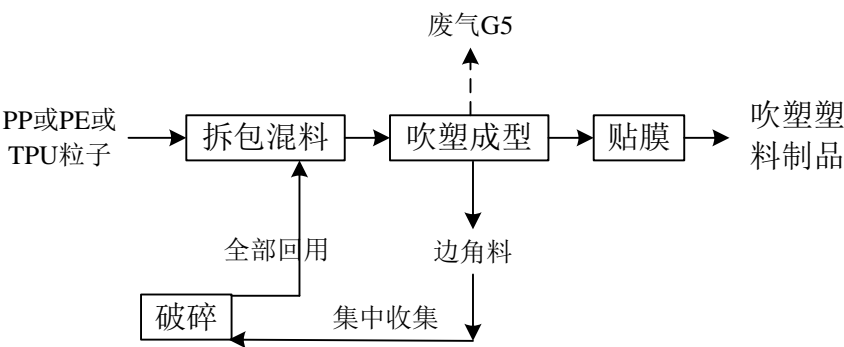 废气G5
PP或PE或
TPU粒子
拆包混料
吹塑成型
贴膜
吹塑塑
料制品
全部回用
边角料
破碎
集中收集